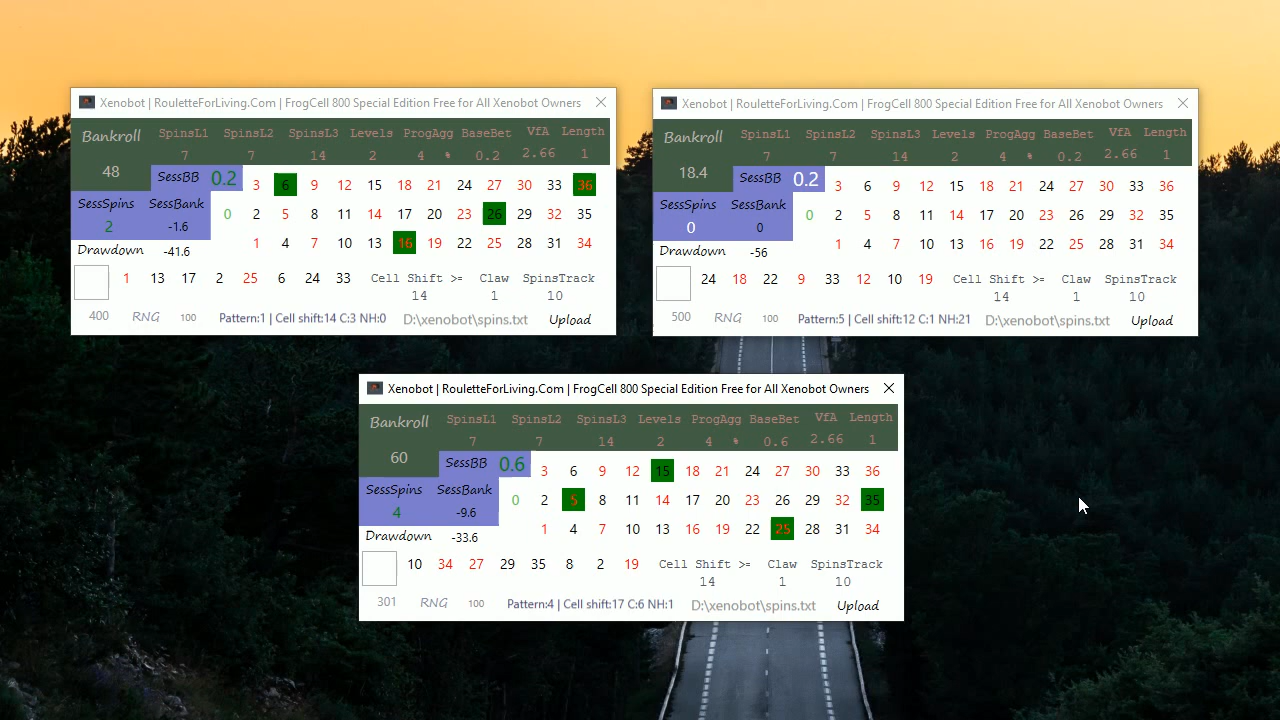 Xenobot | RouletteForLiving.Com | FrogCell 800 Special Edition Free for All Xenobot Owners
Bankroll SpinsL1 SpinsL2 SpinsL3 Levels ProgAgg BaseBet VfA Length
48 7 7 14 2 4 % 0.2 2.66 1
SessBB 0.2 3 6 9 12 15 18 21 24 27 30 33 36
SessSpins SessBank 0 2 5 8 11 14 17 20 23 26 29 32 35
2 -1.6 1 4 7 10 13 16 19 22 25 28 31 34
Drawdown -41.6
1 13 17 2 25 6 24 33 Cell Shift >= Claw SpinsTrack
14 1 10
400 RNG 100 Pattern:1 | Cell shift:14 C:3 NH:0 D:\xenobot\spins.txt Upload
Xenobot | RouletteForLiving.Com | FrogCell 800 Special Edition Free for All Xenobot Owners
Bankroll SpinsL1 SpinsL2 SpinsL3 Levels ProgAgg BaseBet VfA Length
18.4 7 7 14 2 4 % 0.2 2.66 1
SessBB 0.2 3 6 9 12 15 18 21 24 27 30 33 36
SessSpins SessBank 0 2 5 8 11 14 17 20 23 26 29 32 35
0 0 1 4 7 10 13 16 19 22 25 28 31 34
Drawdown -56
24 18 22 9 33 12 10 19 Cell Shift >= Claw SpinsTrack
14 1 10
500 RNG 100 Pattern:5 | Cell shift:12 C:1 NH:21 D:\xenobot\spins.txt Upload
Xenobot | RouletteForLiving.Com | FrogCell 800 Special Edition Free for All Xenobot Owners
Bankroll SpinsL1 SpinsL2 SpinsL3 Levels ProgAgg BaseBet VfA Length
60 7 7 14 2 4 % 0.6 2.66 1
SessBB 0.6 3 6 9 12 15 18 21 24 27 30 33 36
SessSpins SessBank 0 2 5 8 11 14 17 20 23 26 29 32 35
4 -9.6 1 4 7 10 13 16 19 22 25 28 31 34
Drawdown -33.6
10 34 27 29 35 8 2 19 Cell Shift >= Claw SpinsTrack
14 1 10
301 RNG 100 Pattern:4 | Cell shift:17 C:6 NH:1 D:\xenobot\spins.txt Upload